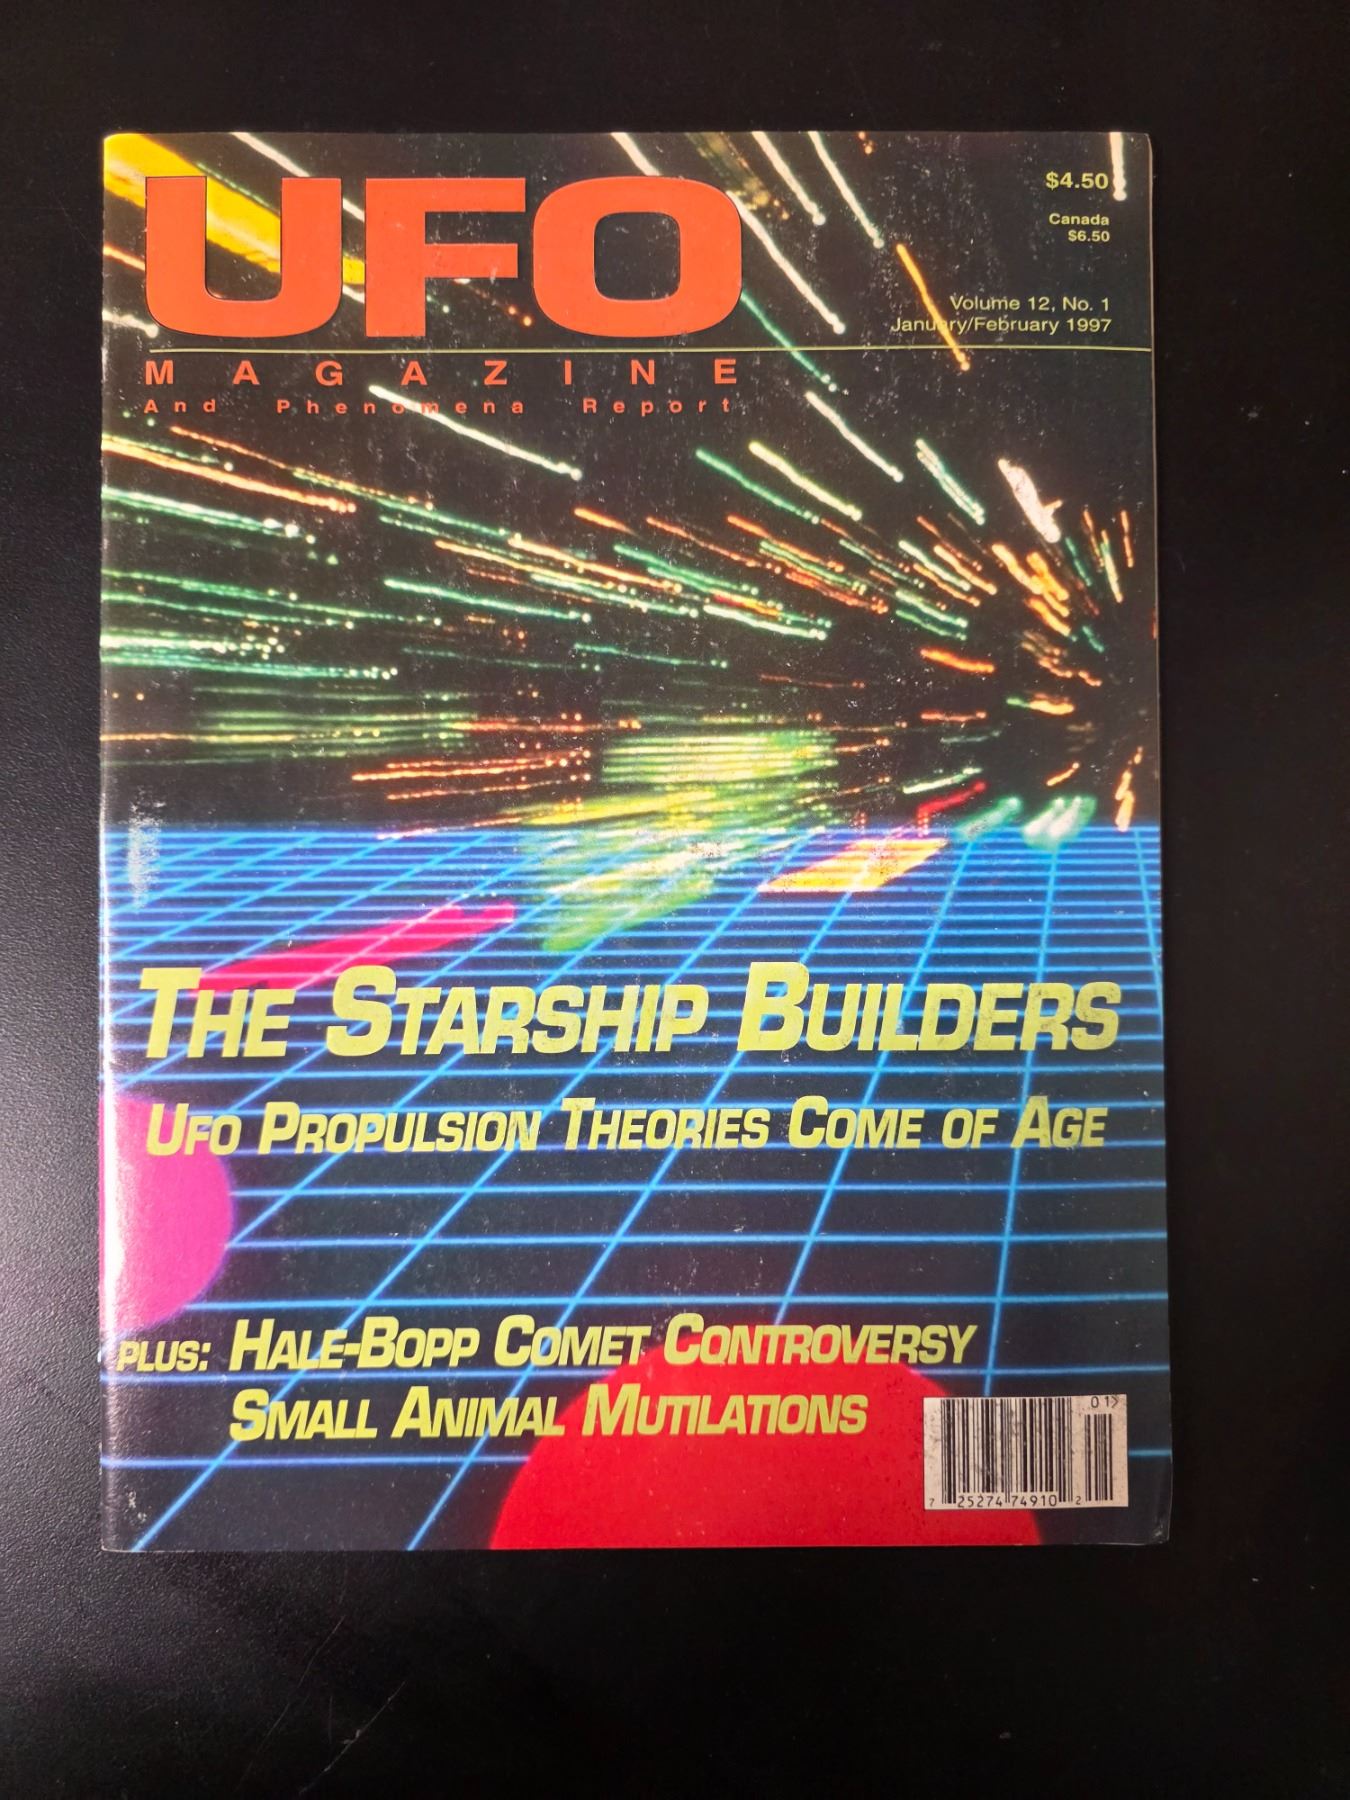 UFO
MAGAZINE
And Phenomena Report
$4.50
Canada
$6.50
Volume 12, No. 1
January/February 1997
THE STARSHIP BUILDERS
UFO PROPULSION THEORIES COME OF AGE
PLUS: HALE-BOPP COMET CONTROVERSY
SMALL ANIMAL MUTILATIONS
01>
7 25274 74910 2